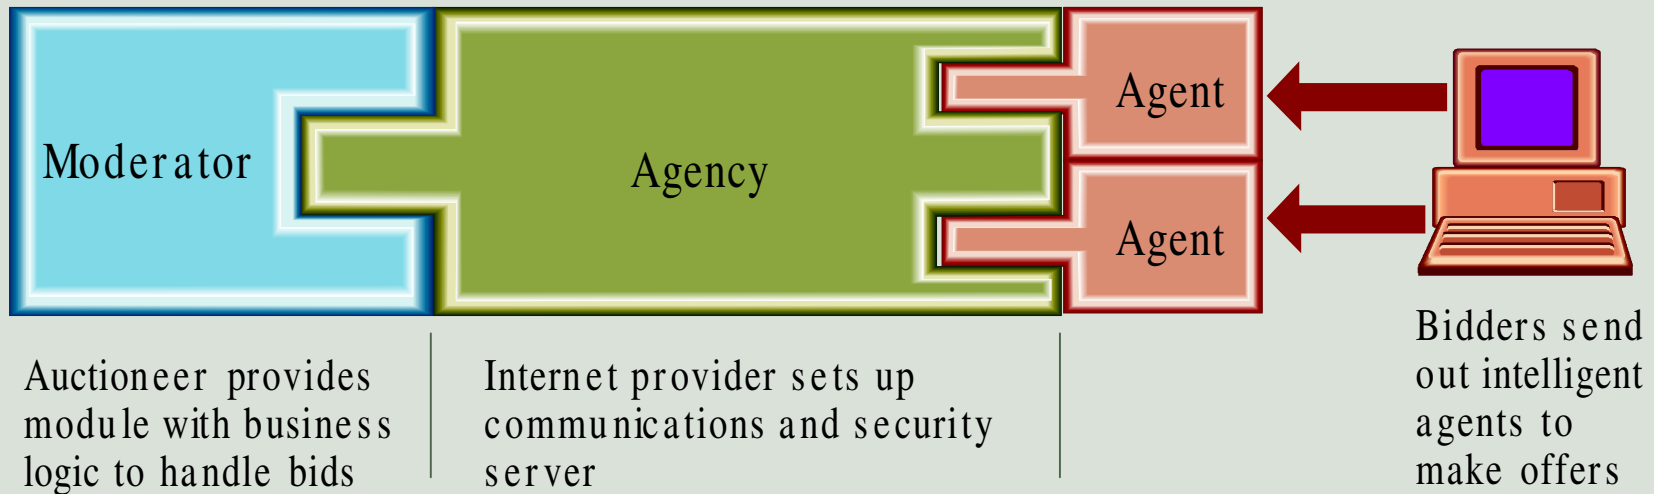 Moderator
Agency
Agent
Agent
Auctioneer provides
module with business
logic to handle bids
Internet provider sets up
communications and security
server
Bidders send
out intelligent
agents to
make offers